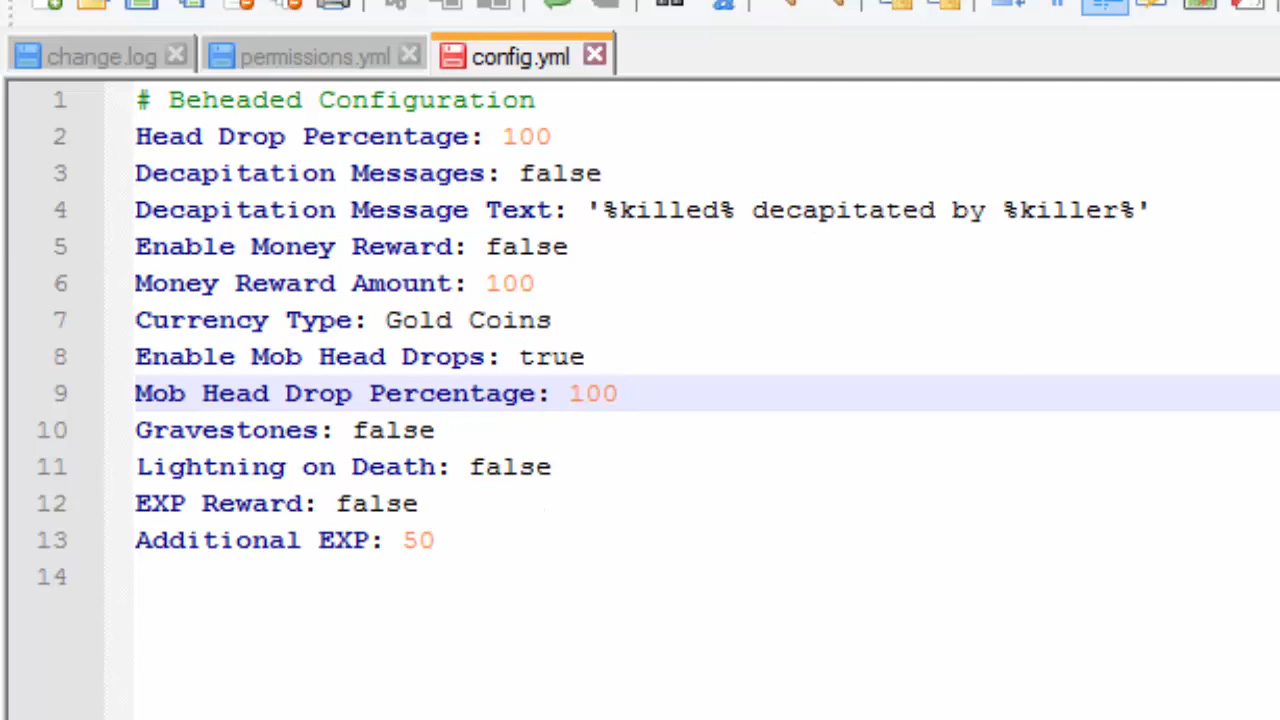 change.log permissions.yml config.yml
1 # Beheaded Configuration
2 Head Drop Percentage: 100
3 Decapitation Messages: false
4 Decapitation Message Text: '%killed% decapitated by %killer%'
5 Enable Money Reward: false
6 Money Reward Amount: 100
7 Currency Type: Gold Coins
8 Enable Mob Head Drops: true
9 Mob Head Drop Percentage: 100
10 Gravestones: false
11 Lightning on Death: false
12 EXP Reward: false
13 Additional EXP: 50
14